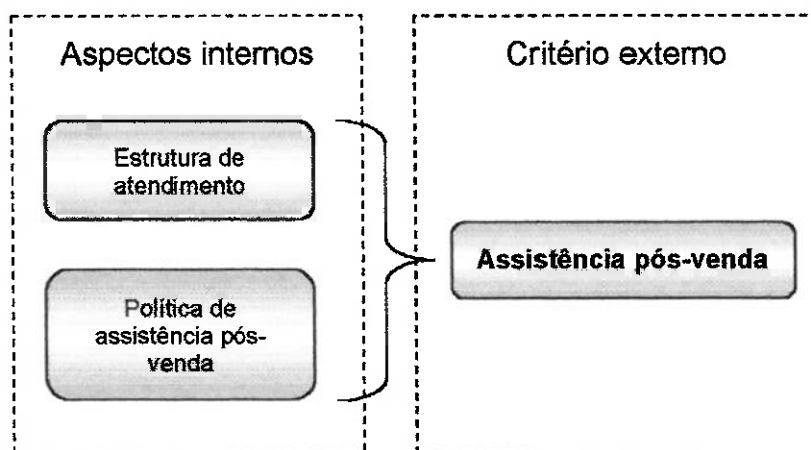 Aspectos internos
Critério externo
Estrutura de
atendimento
Assistência pós-venda
Política de
assistência pós-
venda